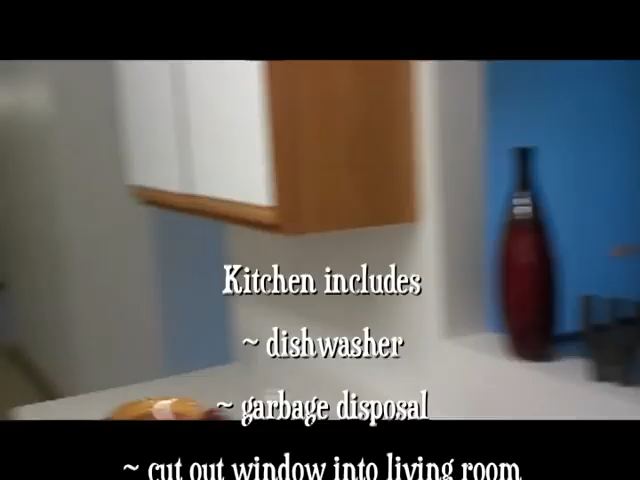 Kitchen includes
~ dishwasher
~ garbage disposal
~ cut out window into living room